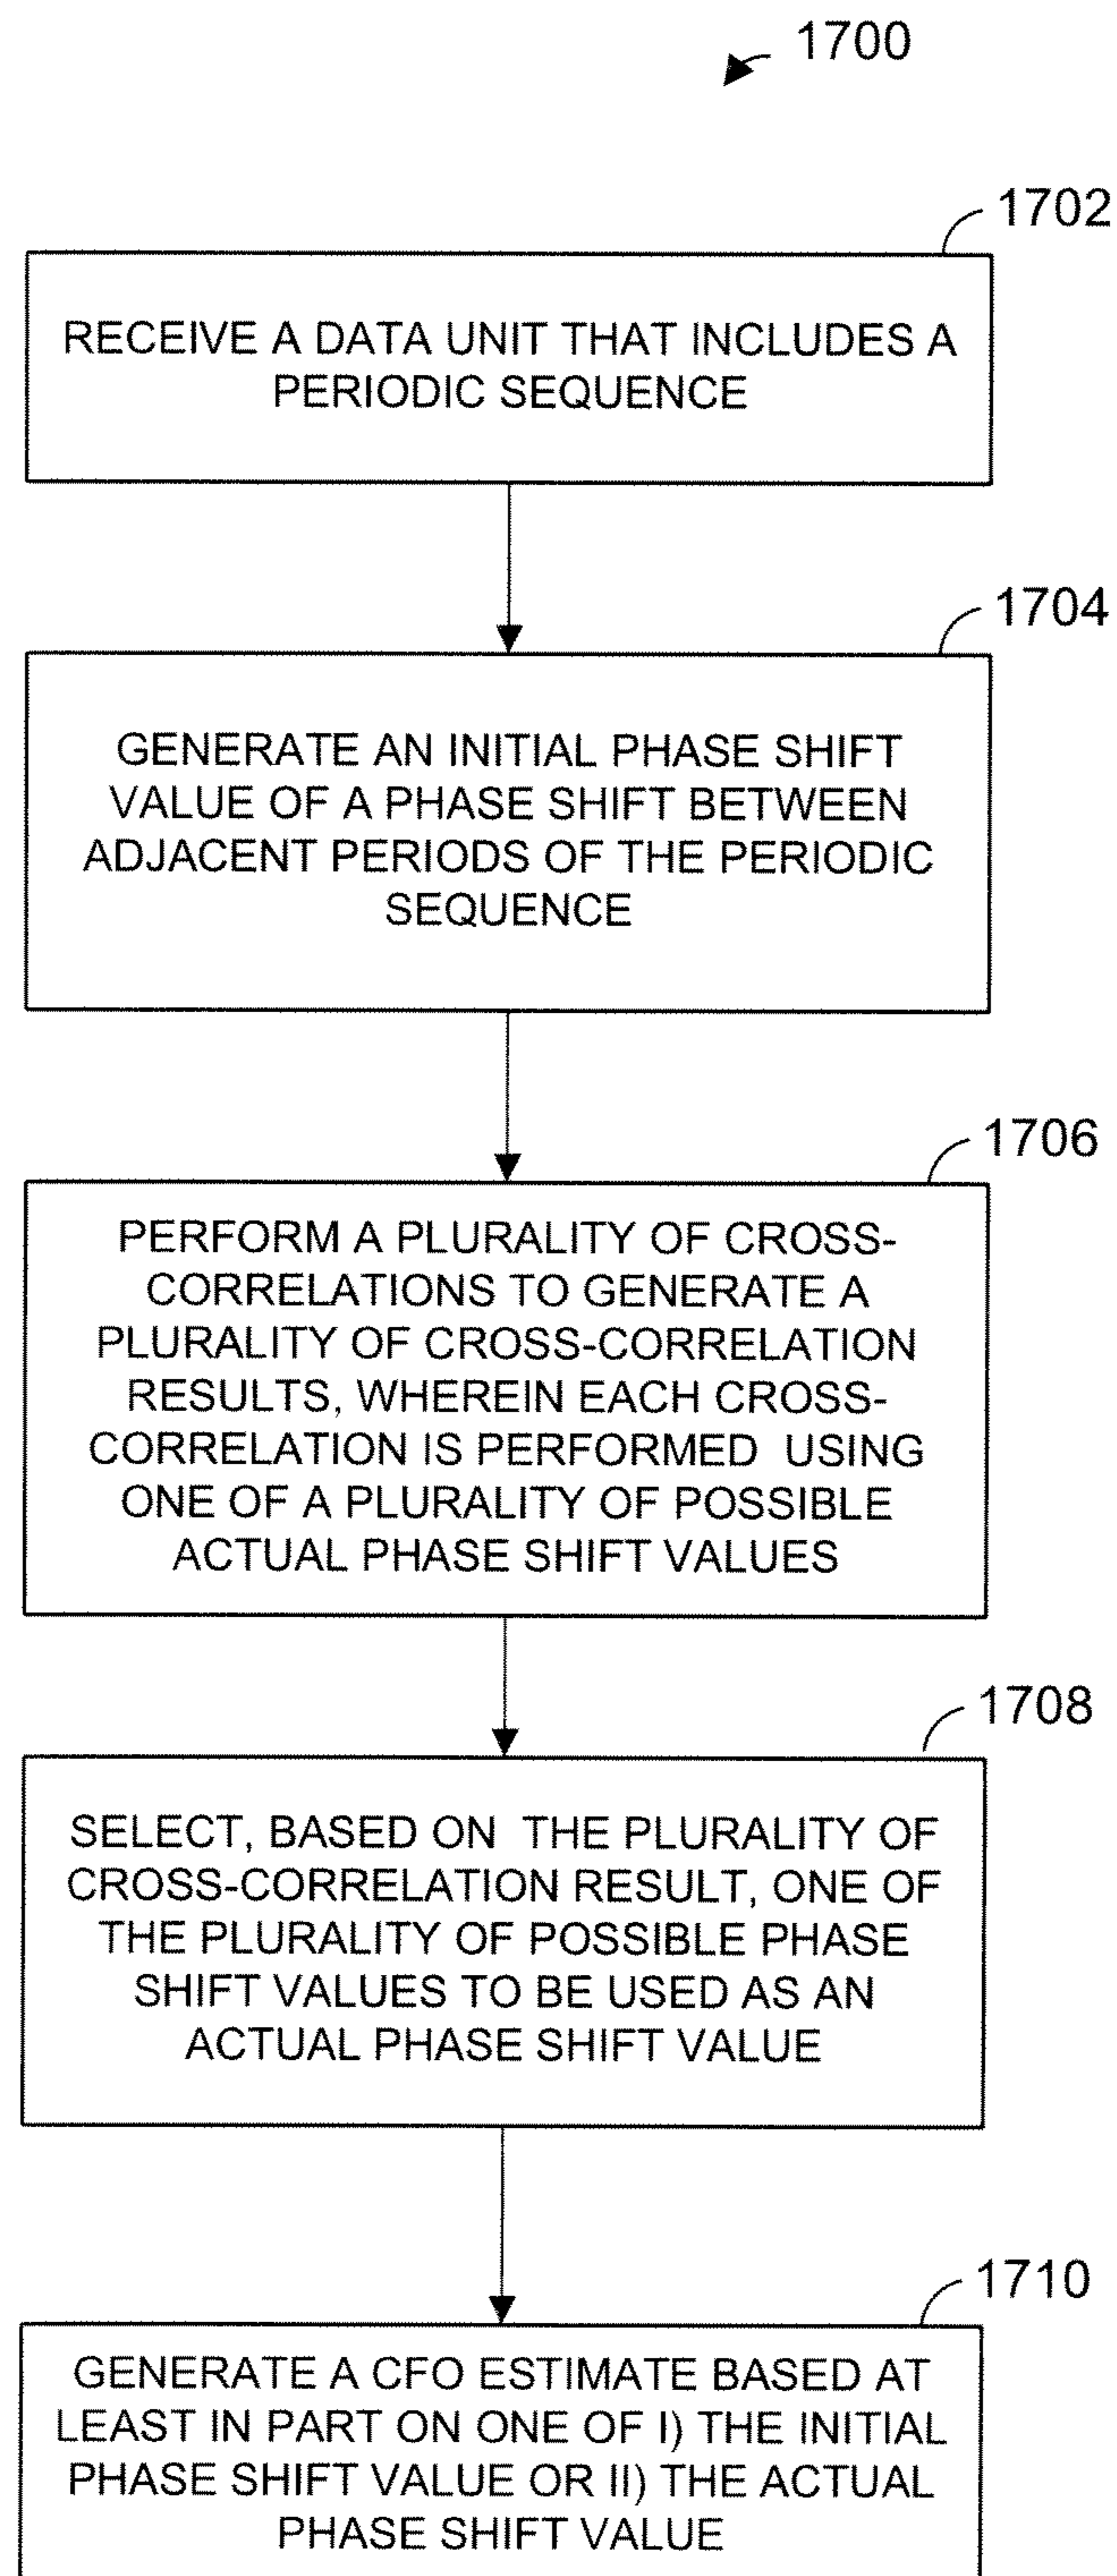 1700
1702
RECEIVE A DATA UNIT THAT INCLUDES A
PERIODIC SEQUENCE
1704
GENERATE AN INITIAL PHASE SHIFT
VALUE OF A PHASE SHIFT BETWEEN
ADJACENT PERIODS OF THE PERIODIC
SEQUENCE
1706
PERFORM A PLURALITY OF CROSS-
CORRELATIONS TO GENERATE A
PLURALITY OF CROSS-CORRELATION
RESULTS, WHEREIN EACH CROSS-
CORRELATION IS PERFORMED USING
ONE OF A PLURALITY OF POSSIBLE
ACTUAL PHASE SHIFT VALUES
1708
SELECT, BASED ON THE PLURALITY OF
CROSS-CORRELATION RESULT, ONE OF
THE PLURALITY OF POSSIBLE PHASE
SHIFT VALUES TO BE USED AS AN
ACTUAL PHASE SHIFT VALUE
1710
GENERATE A CFO ESTIMATE BASED AT
LEAST IN PART ON ONE OF I) THE INITIAL
PHASE SHIFT VALUE OR II) THE ACTUAL
PHASE SHIFT VALUE